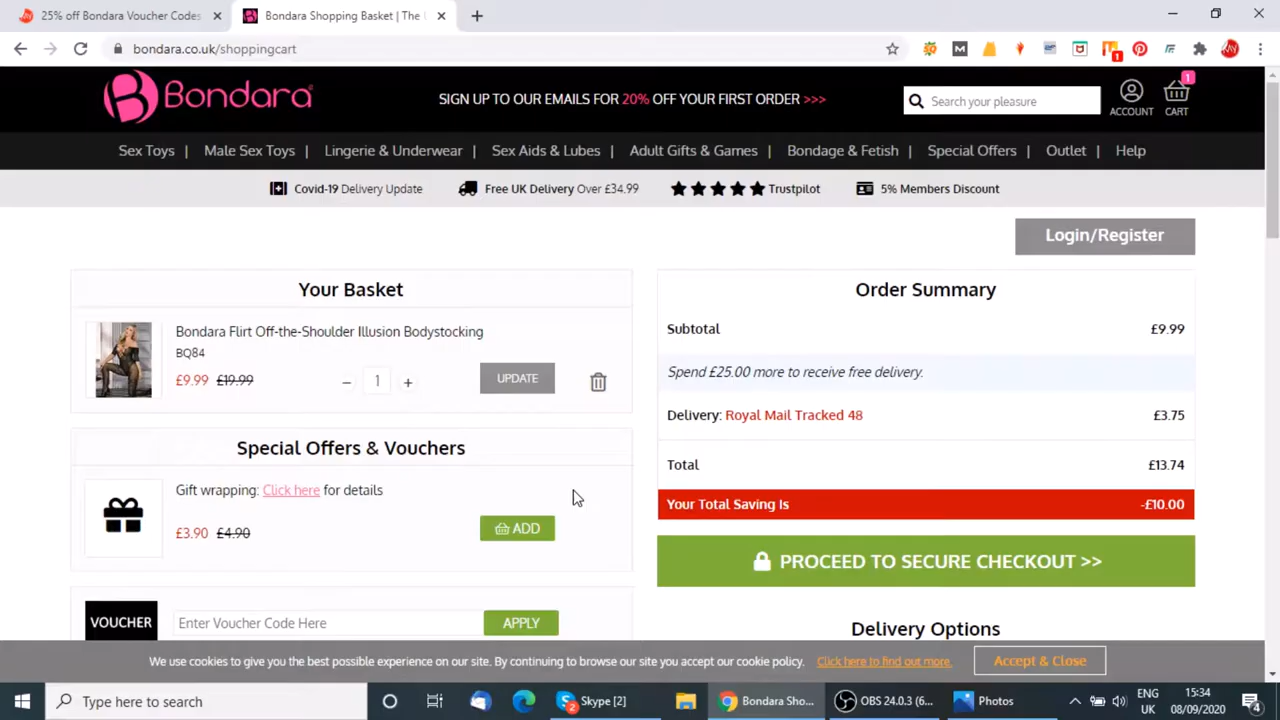 25% off Bondara Voucher Codes
Bondara Shopping Basket | The U
bondara.co.uk/shoppingcart
M
1
Bondara
SIGN UP TO OUR EMAILS FOR 20% OFF YOUR FIRST ORDER >>>
Search your pleasure
ACCOUNT
1
CART
Sex Toys | Male Sex Toys | Lingerie & Underwear | Sex Aids & Lubes | Adult Gifts & Games | Bondage & Fetish | Special Offers | Outlet | Help
Covid-19 Delivery Update
Free UK Delivery Over £34.99
Trustpilot
5% Members Discount
Login/Register
Your Basket
Bondara Flirt Off-the-Shoulder Illusion Bodystocking
BQ84
£9.99 £19.99
− 1 +
UPDATE
Special Offers & Vouchers
Gift wrapping: Click here for details
£3.90 £4.90
ADD
VOUCHER
Enter Voucher Code Here
APPLY
Order Summary
Subtotal £9.99
Spend £25.00 more to receive free delivery.
Delivery: Royal Mail Tracked 48 £3.75
Total £13.74
Your Total Saving Is -£10.00
PROCEED TO SECURE CHECKOUT >>
Delivery Options
We use cookies to give you the best possible experience on our site. By continuing to browse our site you accept our cookie policy. Click here to find out more.
Accept & Close
Type here to search
2
Skype [2]
Bondara Sho...
OBS 24.0.3 (6...
Photos
ENG
UK
15:34
08/09/2020
4